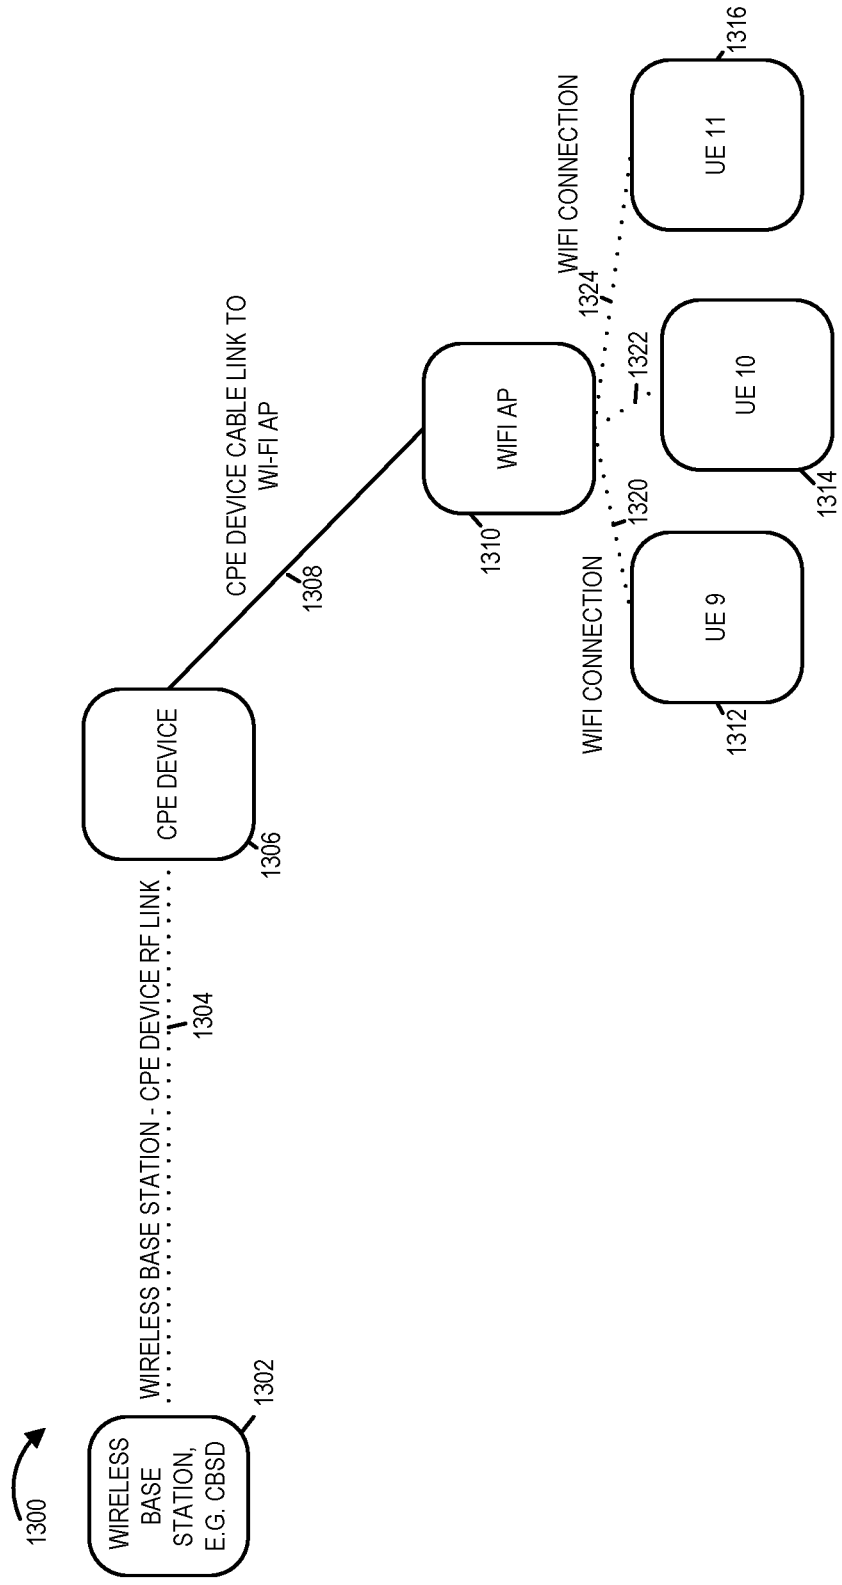 1300
WIRELESS
BASE
STATION,
E.G. CBSD
1302
WIRELESS BASE STATION - CPE DEVICE RF LINK
1304
CPE DEVICE
1306
CPE DEVICE CABLE LINK TO
WI-FI AP
1308
WIFI AP
1310
WIFI CONNECTION
1320
1322
1324
WIFI CONNECTION
UE 9
1312
UE 10
1314
UE 11
1316